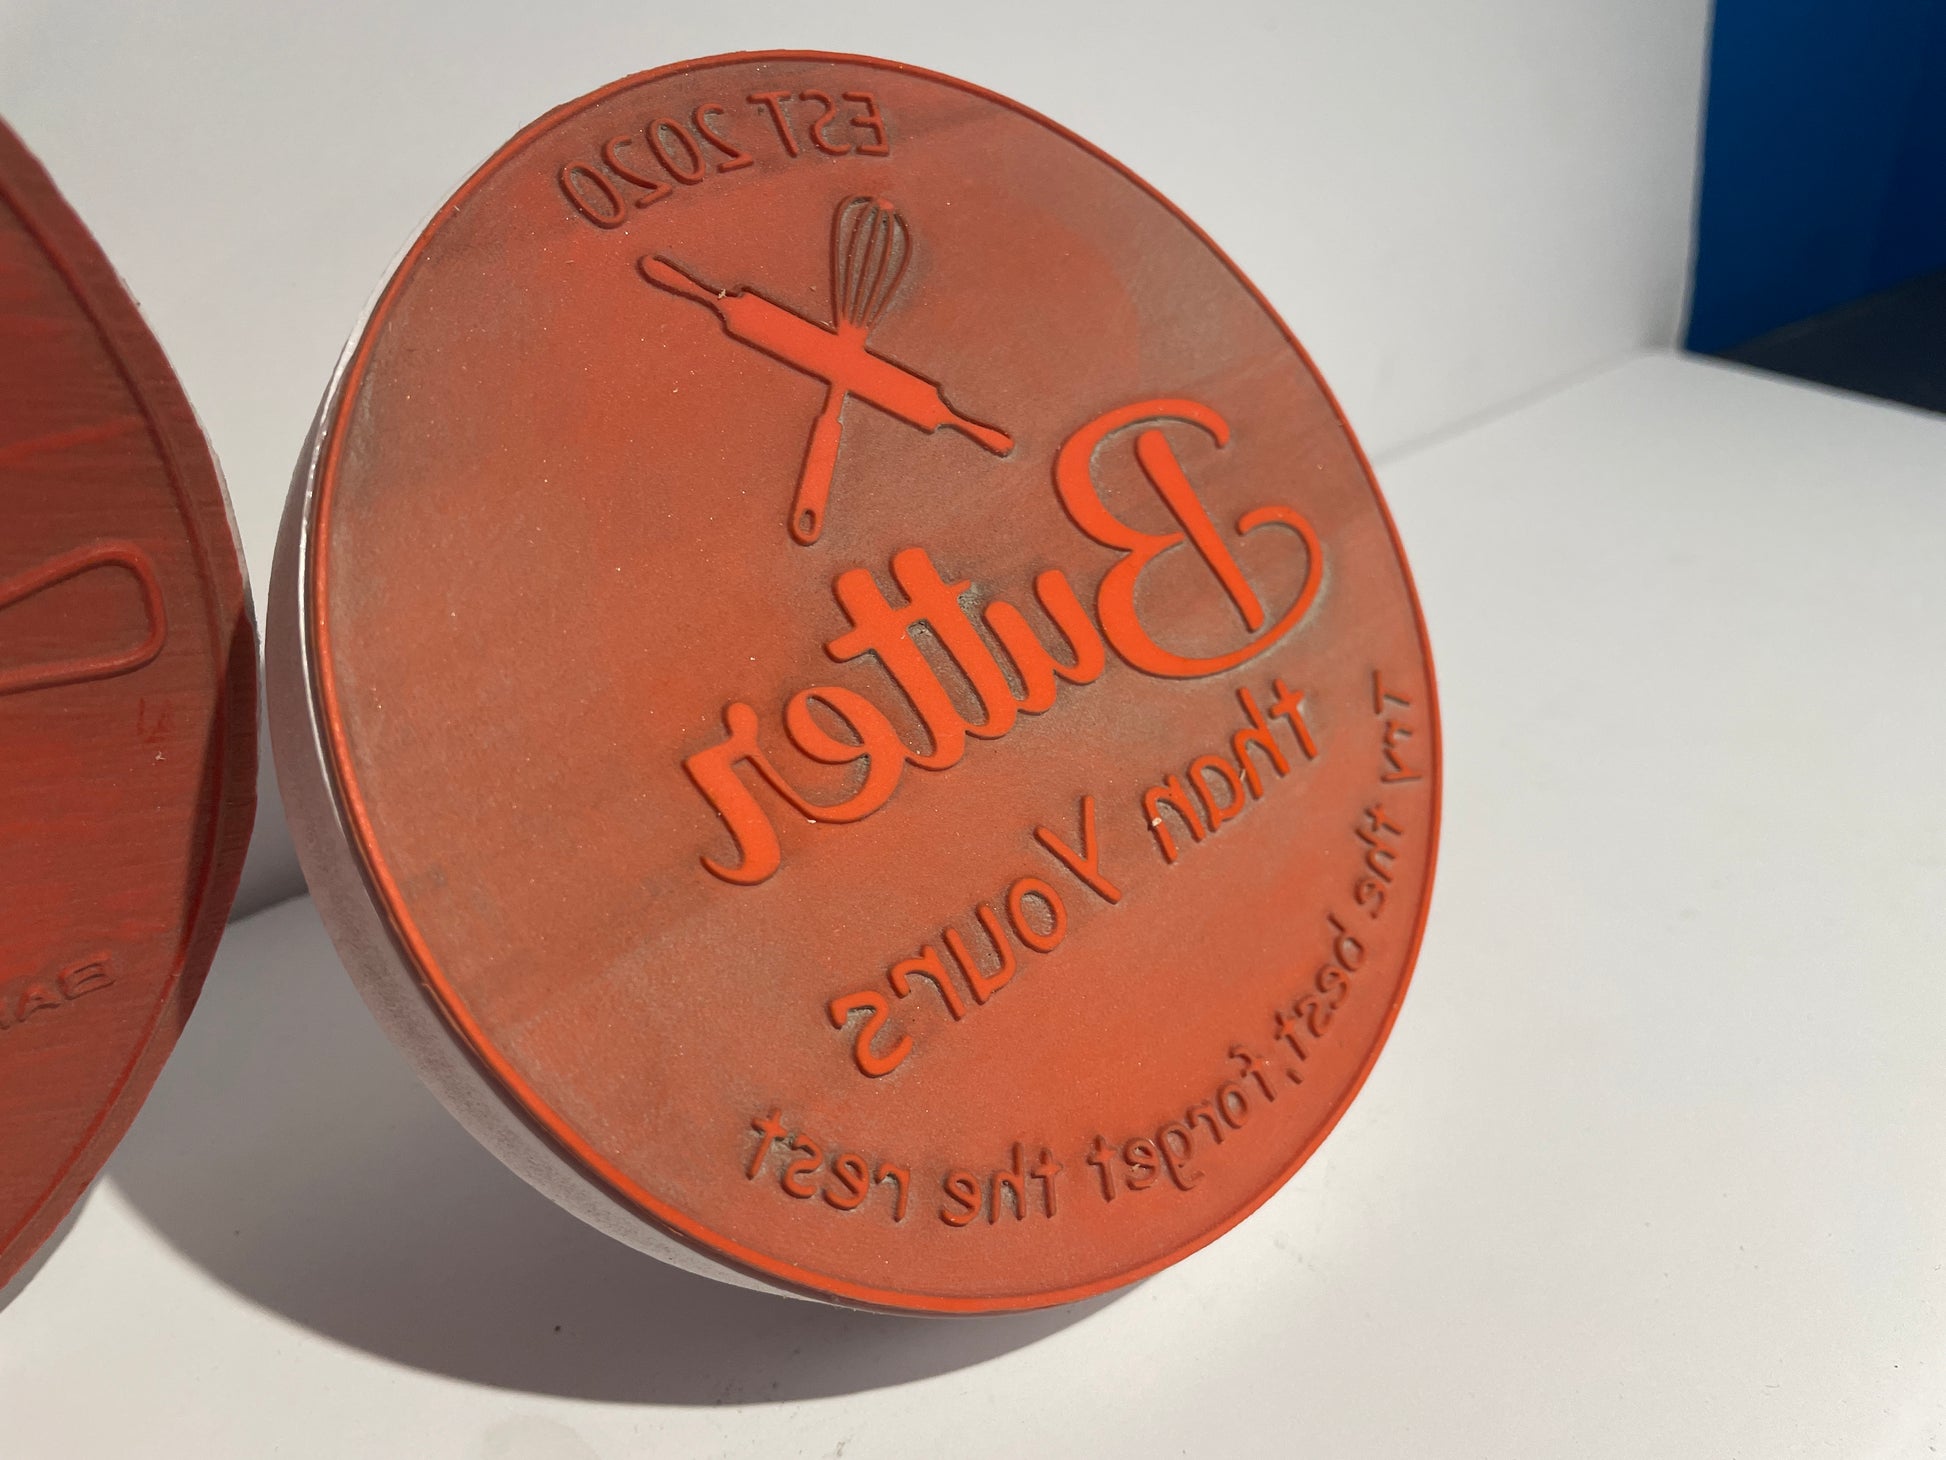 EST 2020
Butter
than Yours
Try the best, forget the rest